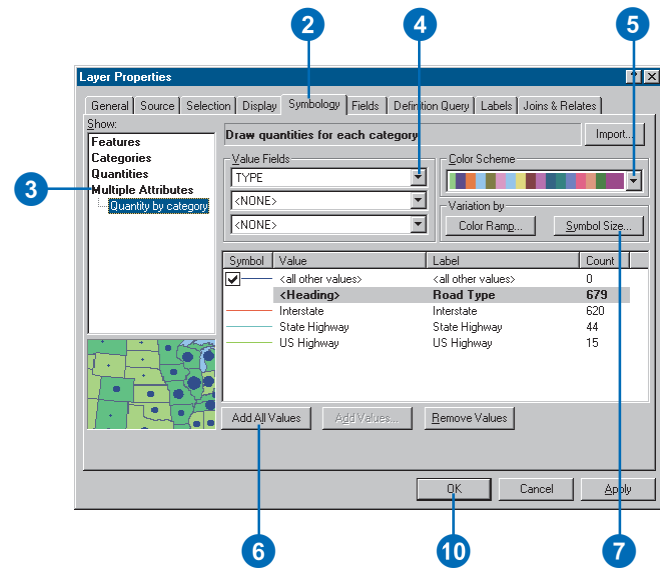 2 4 5
Layer Properties ? X
General Source Selection Display Symbology Fields Definition Query Labels Joins & Relates
Show:
Features
Categories
Quantities
Multiple Attributes
Quantity by category
3
Draw quantities for each category
Import...
Value Fields
TYPE
<NONE>
<NONE>
Color Scheme
Variation by
Color Ramp...
Symbol Size...
Symbol Value Label Count
<all other values> <all other values> 0
<Heading> Road Type 679
Interstate Interstate 620
State Highway State Highway 44
US Highway US Highway 15
Add All Values Add Values... Remove Values
OK Cancel Apply
6 10 7